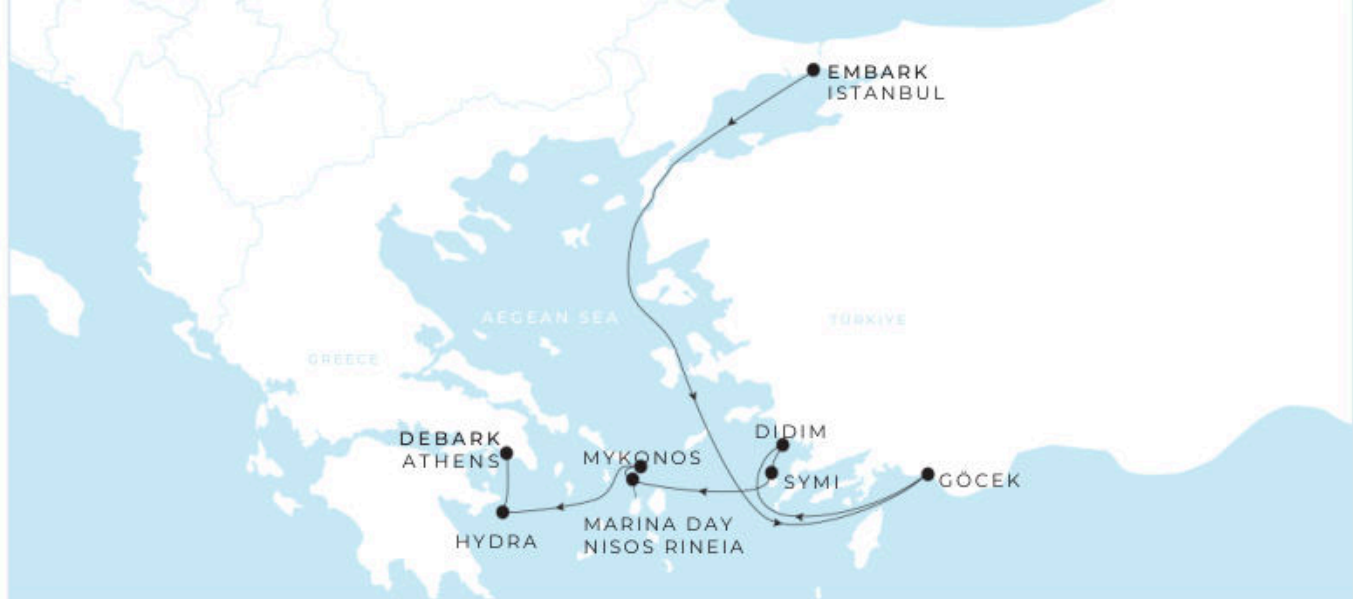 EMBARK
ISTANBUL
AEGEAN SEA
TÜRKIYE
GREECE
DEBARK
ATHENS
DIDIM
MYKONOS
SYMI
GÖCEK
MARINA DAY
NISOS RINEIA
HYDRA